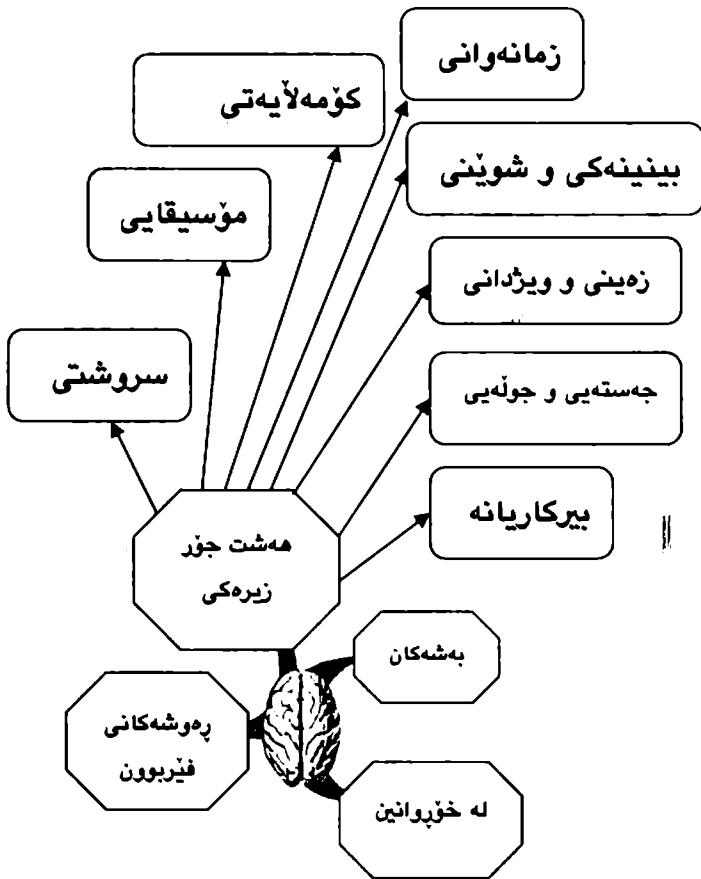 زمانەوانی
کۆمەڵایەتی
بینینەکی و شوێنی
مۆسیقایی
زەینی و ویژدانی
سروشتی
جەستەیی و جوڵەیی
بیرکاریانە
هەشت جۆر
زیرەکی
بەشەکان
ڕەوشەکانی
فێربوون
لە خۆڕوانین